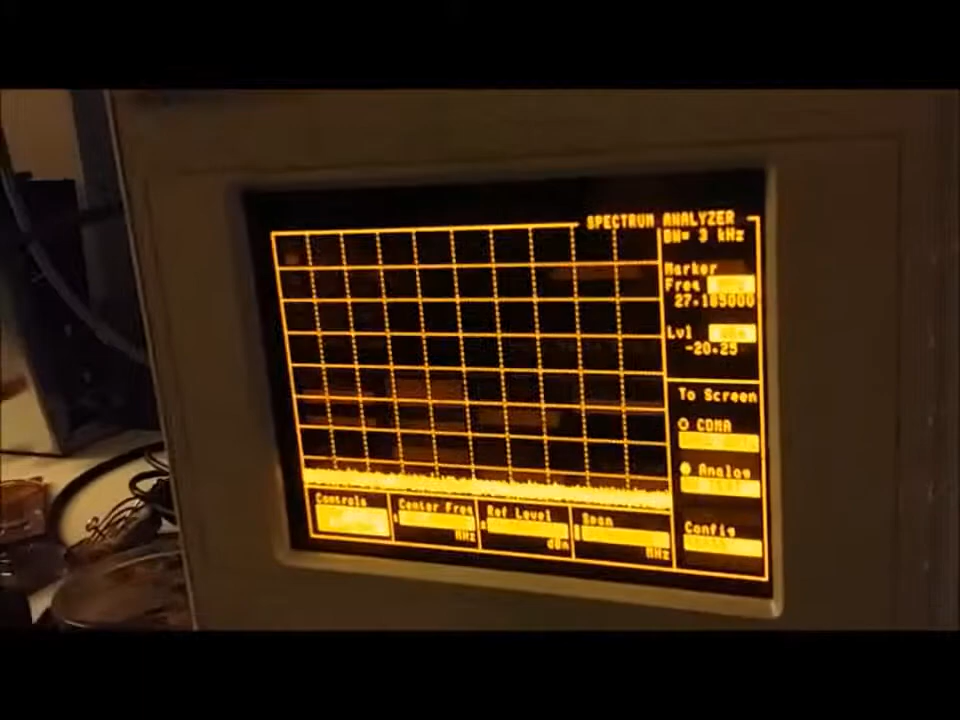 SPECTRUM ANALYZER
BW= 3 kHz
Marker
Freq
27.185000
Lvl
-20.25
To Screen
CDMA
Analog
Controls
Center Freq
MHz
Ref Level
dBm
Span
MHz
Config